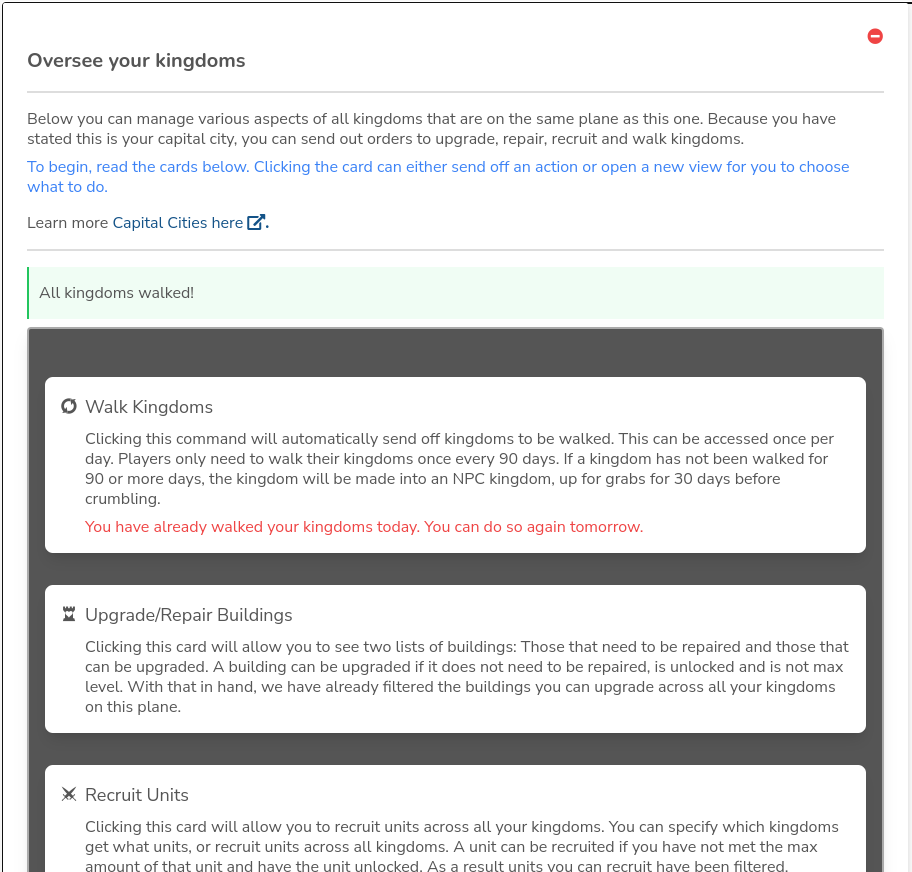 Oversee your kingdoms
Below you can manage various aspects of all kingdoms that are on the same plane as this one. Because you have
stated this is your capital city, you can send out orders to upgrade, repair, recruit and walk kingdoms.
To begin, read the cards below. Clicking the card can either send off an action or open a new view for you to choose
what to do.
Learn more Capital Cities here.
All kingdoms walked!
Walk Kingdoms
Clicking this command will automatically send off kingdoms to be walked. This can be accessed once per
day. Players only need to walk their kingdoms once every 90 days. If a kingdom has not been walked for
90 or more days, the kingdom will be made into an NPC kingdom, up for grabs for 30 days before
crumbling.
You have already walked your kingdoms today. You can do so again tomorrow.
Upgrade/Repair Buildings
Clicking this card will allow you to see two lists of buildings: Those that need to be repaired and those that
can be upgraded. A building can be upgraded if it does not need to be repaired, is unlocked and is not max
level. With that in hand, we have already filtered the buildings you can upgrade across all your kingdoms
on this plane.
Recruit Units
Clicking this card will allow you to recruit units across all your kingdoms. You can specify which kingdoms
get what units, or recruit units across all kingdoms. A unit can be recruited if you have not met the max
amount of that unit and have the unit unlocked. As a result units you can recruit have been filtered.